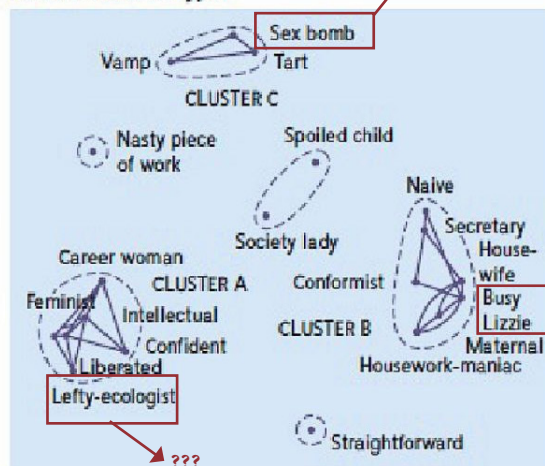 Sex bomb
Vamp
Tart
CLUSTER C
Nasty piece
of work
Spoiled child
Naive
Secretary
House-
wife
Society lady
Career woman
CLUSTER A
Conformist
Feminist
Intellectual
Busy
Lizzie
CLUSTER B
Confident
Maternal
Liberated
Housework-maniac
Lefty-ecologist
Straightforward
???